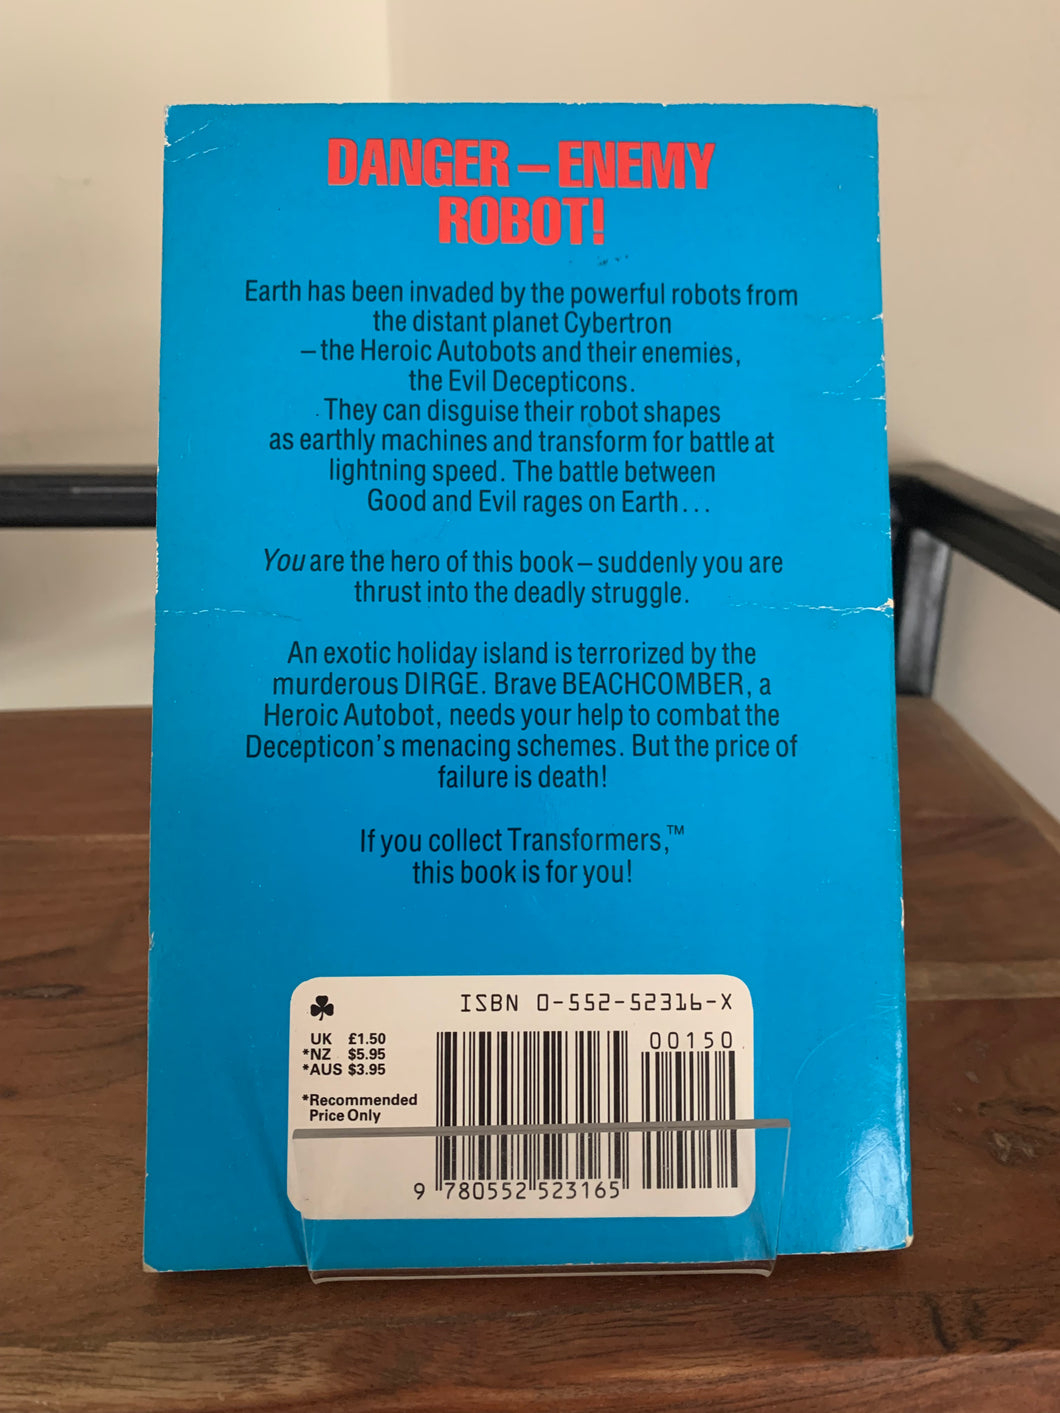 DANGER – ENEMY
ROBOT!
Earth has been invaded by the powerful robots from
the distant planet Cybertron
– the Heroic Autobots and their enemies,
the Evil Decepticons.
They can disguise their robot shapes
as earthly machines and transform for battle at
lightning speed. The battle between
Good and Evil rages on Earth...
You are the hero of this book – suddenly you are
thrust into the deadly struggle.
An exotic holiday island is terrorized by the
murderous DIRGE. Brave BEACHCOMBER, a
Heroic Autobot, needs your help to combat the
Decepticon's menacing schemes. But the price of
failure is death!
If you collect Transformers,™
this book is for you!
ISBN 0-552-52316-X
UK £1.50
*NZ $5.95
*AUS $3.95
*Recommended
Price Only
00150
9 780552 523165